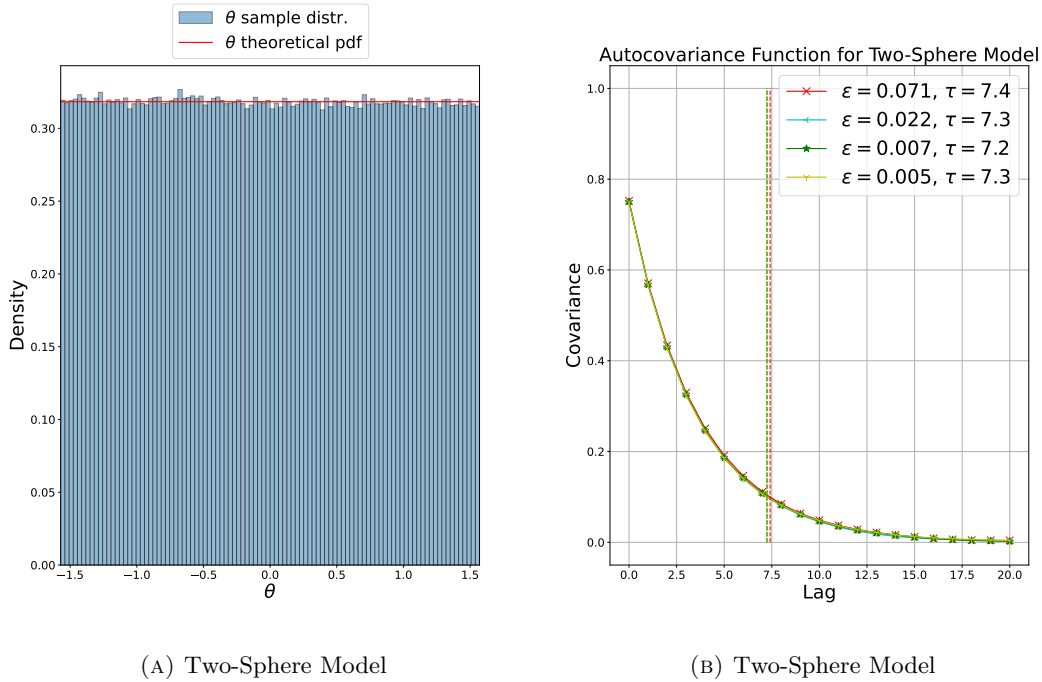 θ sample distr.
θ theoretical pdf
Density
0.30
0.25
0.20
0.15
0.10
0.05
0.00
−1.5 −1.0 −0.5 0.0 0.5 1.0 1.5
θ
(A) Two-Sphere Model
Autocovariance Function for Two-Sphere Model
ε = 0.071, τ = 7.4
ε = 0.022, τ = 7.3
ε = 0.007, τ = 7.2
ε = 0.005, τ = 7.3
Covariance
1.0
0.8
0.6
0.4
0.2
0.0
0.0 2.5 5.0 7.5 10.0 12.5 15.0 17.5 20.0
Lag
(B) Two-Sphere Model